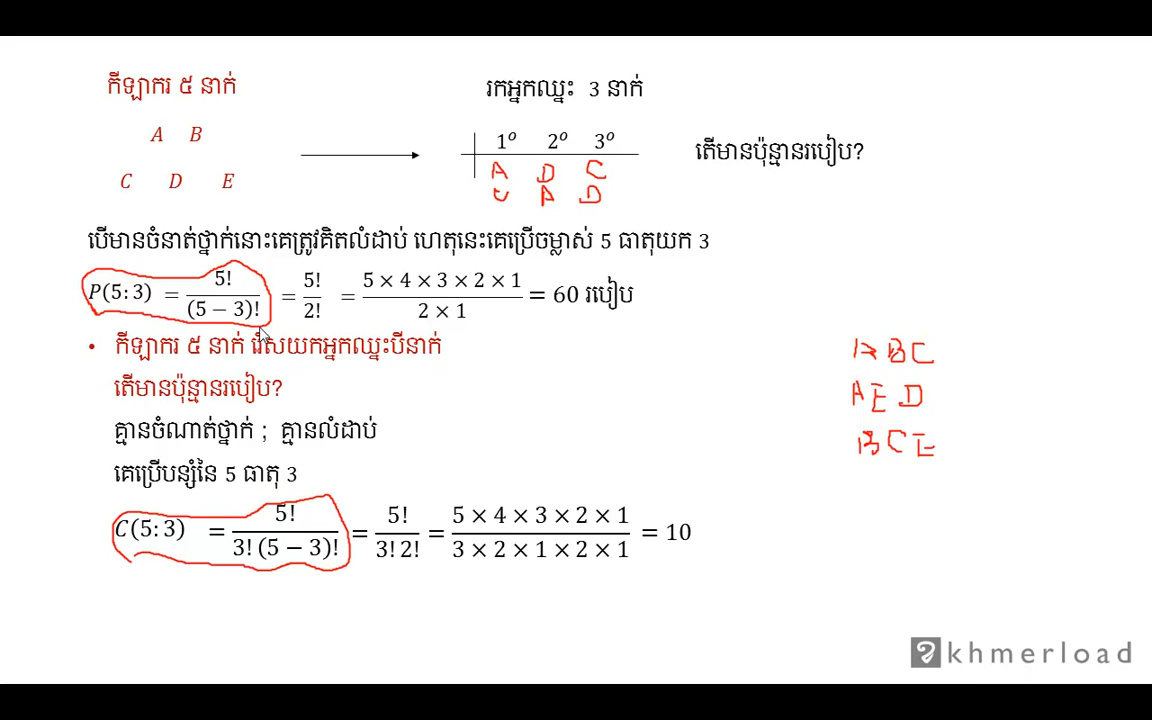 កីឡាករ ៥ នាក់
រកអ្នកឈ្នះ 3 នាក់
A B
1º 2º 3º
តើមានប៉ុន្មានរបៀប?
A D C
C A D
C D E
បើមានចំនាត់ថ្នាក់នោះគេត្រូវគិតលំដាប់ ហេតុនេះគេប្រើចម្លាស់ 5 ធាតុយក 3
P(5:3) = 5!/(5 − 3)! = 5!/2! = (5 × 4 × 3 × 2 × 1)/(2 × 1) = 60 របៀប
• កីឡាករ ៥ នាក់ រើសយកអ្នកឈ្នះបីនាក់
តើមានប៉ុន្មានរបៀប?
គ្មានចំណាត់ថ្នាក់ ; គ្មានលំដាប់
គេប្រើបន្សំនៃ 5 ធាតុ 3
C(5:3) = 5!/(3! (5 − 3)!) = 5!/(3! 2!) = (5 × 4 × 3 × 2 × 1)/(3 × 2 × 1 × 2 × 1) = 10
A B C
A E D
B C E
khmerload